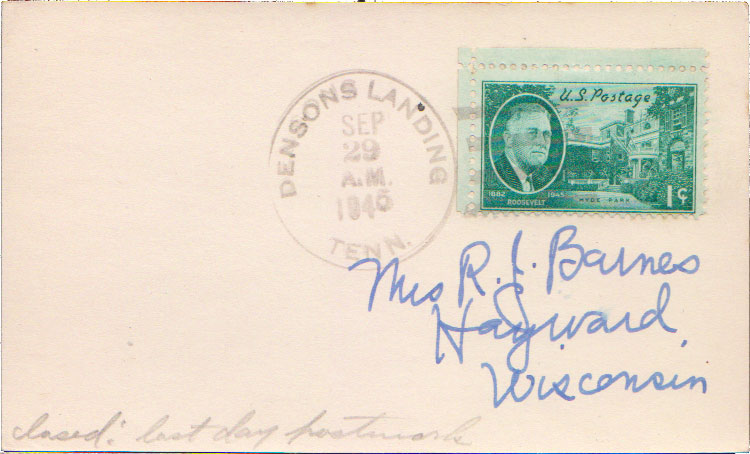 DENSONS LANDING
SEP
29
A.M.
1945
TENN.
U.S. Postage
1882 1945
ROOSEVELT
HYDE PARK
1¢
Mrs R. J. Barnes
Hayward,
Wisconsin
closed: last day postmark